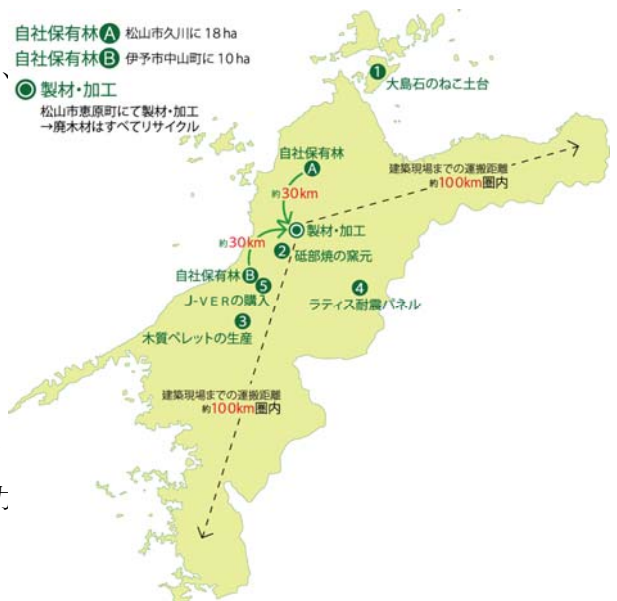 自社保有林 A 松山市久川に18ha
自社保有林 B 伊予市中山町に10ha
、
◎ 製材・加工
松山市恵原町にて製材・加工
→廃木材はすべてリサイクル
1
大島石のねこ土台
自社保有林
A
約30km
建築現場までの運搬距離
約100km圏内
製材・加工
約30km
2
砥部焼の窯元
自社保有林 B
5
J-VERの購入
4
ラティス耐震パネル
3
木質ペレットの生産
建築現場までの運搬距離
約100km圏内